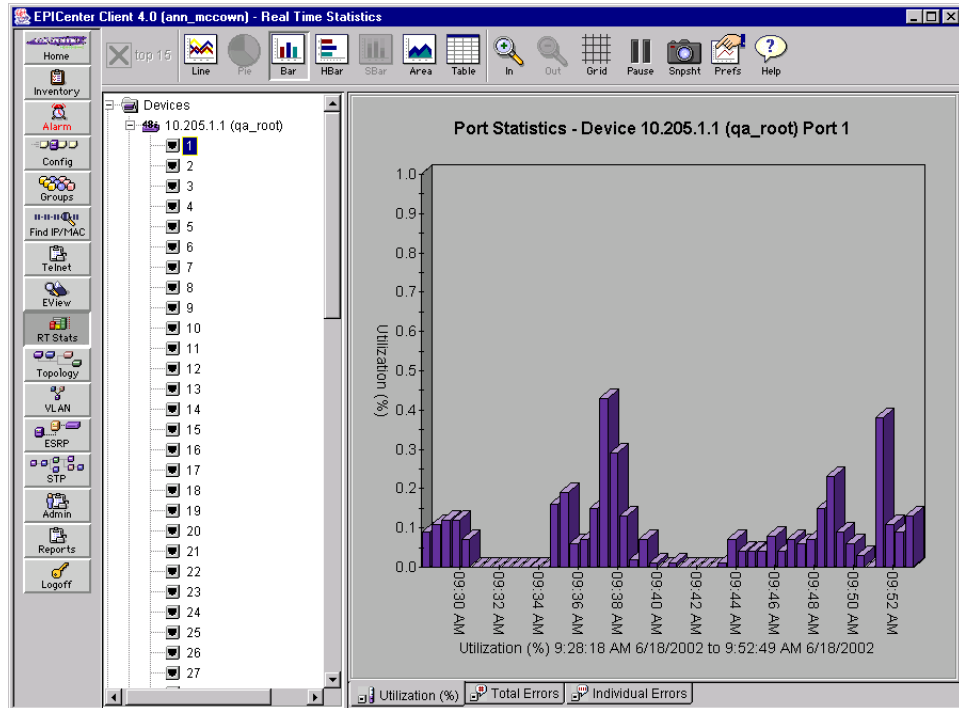 EPICenter Client 4.0 (ann_mccown) - Real Time Statistics
Home
Inventory
Alarm
Config
Groups
Find IP/MAC
Telnet
EView
RT Stats
Topology
VLAN
ESRP
STP
Admin
Reports
Logoff
top 15
Line
Pie
Bar
HBar
SBar
Area
Table
In
Out
Grid
Pause
Snpsht
Prefs
Help
Devices
486 10.205.1.1 (qa_root)
1
2
3
4
5
6
7
8
9
10
11
12
13
14
15
16
17
18
19
20
21
22
23
24
25
26
27
Port Statistics - Device 10.205.1.1 (qa_root) Port 1
Utilization (%)
1.0
0.9
0.8
0.7
0.6
0.5
0.4
0.3
0.2
0.1
0.0
09:30 AM
09:32 AM
09:34 AM
09:36 AM
09:38 AM
09:40 AM
09:42 AM
09:44 AM
09:46 AM
09:48 AM
09:50 AM
09:52 AM
Utilization (%) 9:28:18 AM 6/18/2002 to 9:52:49 AM 6/18/2002
Utilization (%)
Total Errors
Individual Errors